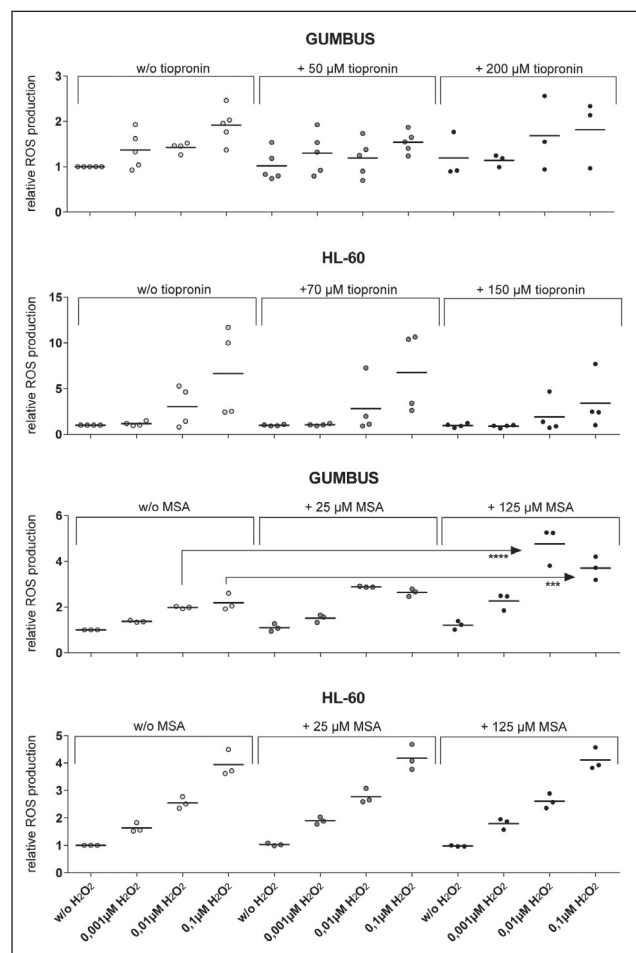 GUMBUS
w/o tiopronin
+ 50 µM tiopronin
+ 200 µM tiopronin
relative ROS production
3
2
1
0
HL-60
w/o tiopronin
+70 µM tiopronin
+ 150 µM tiopronin
relative ROS production
15
10
5
0
GUMBUS
w/o MSA
+ 25 µM MSA
+ 125 µM MSA
relative ROS production
6
4
2
0
****
***
HL-60
w/o MSA
+ 25 µM MSA
+ 125 µM MSA
relative ROS production
5
4
3
2
1
0
w/o H2O2
0,001µM H2O2
0,01µM H2O2
0,1µM H2O2
w/o H2O2
0,001µM H2O2
0,01µM H2O2
0,1µM H2O2
w/o H2O2
0,001µM H2O2
0,01µM H2O2
0,1µM H2O2